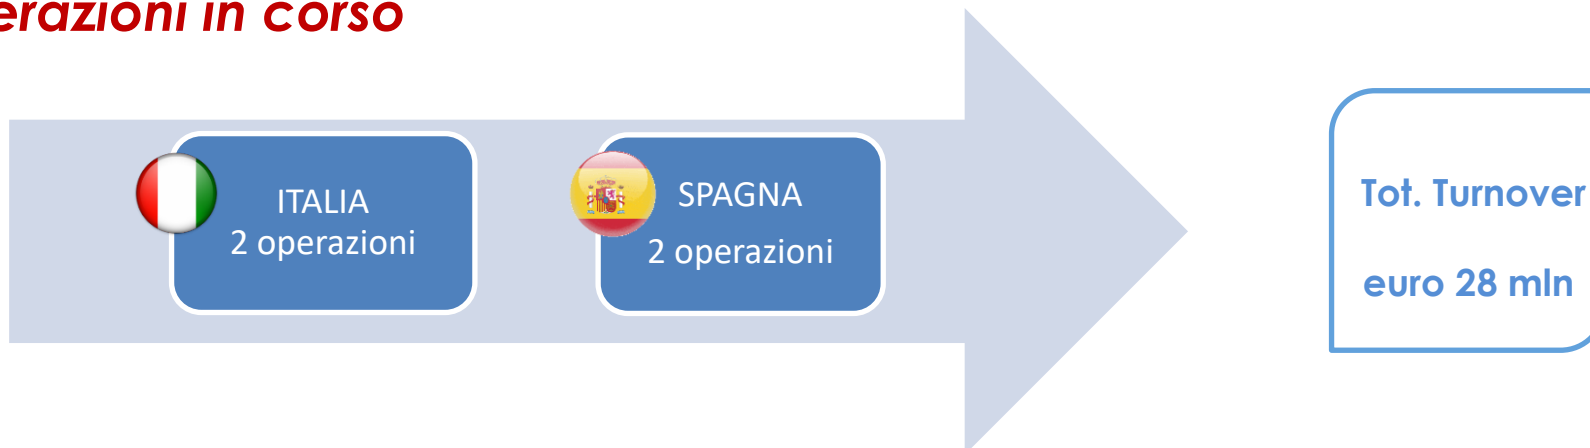 erazioni in corso
ITALIA
2 operazioni
SPAGNA
2 operazioni
Tot. Turnover
euro 28 mln